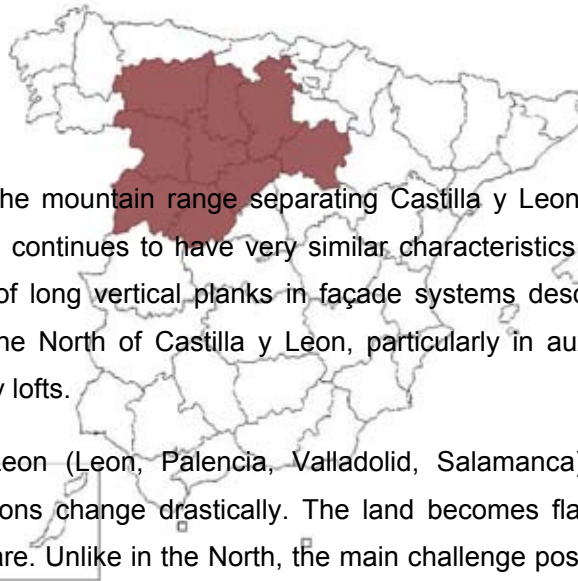 he mountain range separating Castilla y Leon
continues to have very similar characteristics
of long vertical planks in façade systems desc
he North of Castilla y Leon, particularly in au
y lofts.
eon (Leon, Palencia, Valladolid, Salamanca)
ons change drastically. The land becomes fla
are. Unlike in the North, the main challenge pos